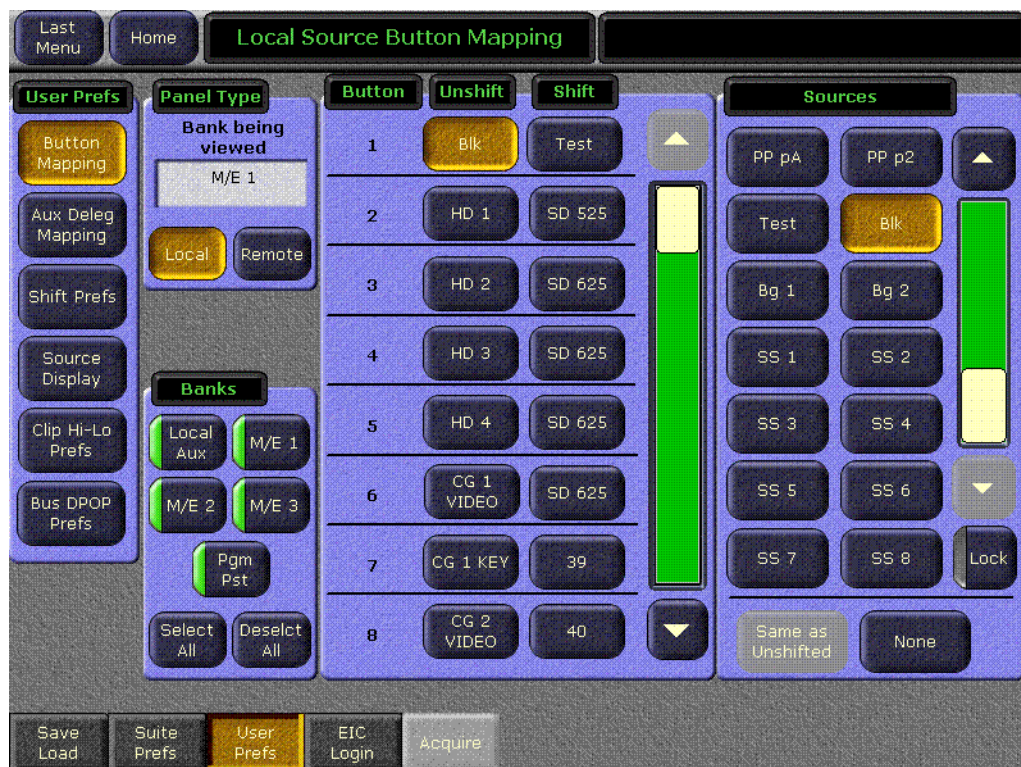 Last
Menu
Home
Local Source Button Mapping
User Prefs
Button
Mapping
Aux Deleg
Mapping
Shift Prefs
Source
Display
Clip Hi-Lo
Prefs
Bus DPOP
Prefs
Panel Type
Bank being
viewed
M/E 1
Local
Remote
Banks
Local
Aux
M/E 1
M/E 2
M/E 3
Pgm
Pst
Select
All
Deselct
All
Button
Unshift
Shift
1
Blk
Test
2
HD 1
SD 525
3
HD 2
SD 625
4
HD 3
SD 625
5
HD 4
SD 625
6
CG 1
VIDEO
SD 625
7
CG 1 KEY
39
8
CG 2
VIDEO
40
Sources
PP pA
PP p2
Test
Blk
Bg 1
Bg 2
SS 1
SS 2
SS 3
SS 4
SS 5
SS 6
SS 7
SS 8
Lock
Same as
Unshifted
None
Save
Load
Suite
Prefs
User
Prefs
EIC
Login
Acquire